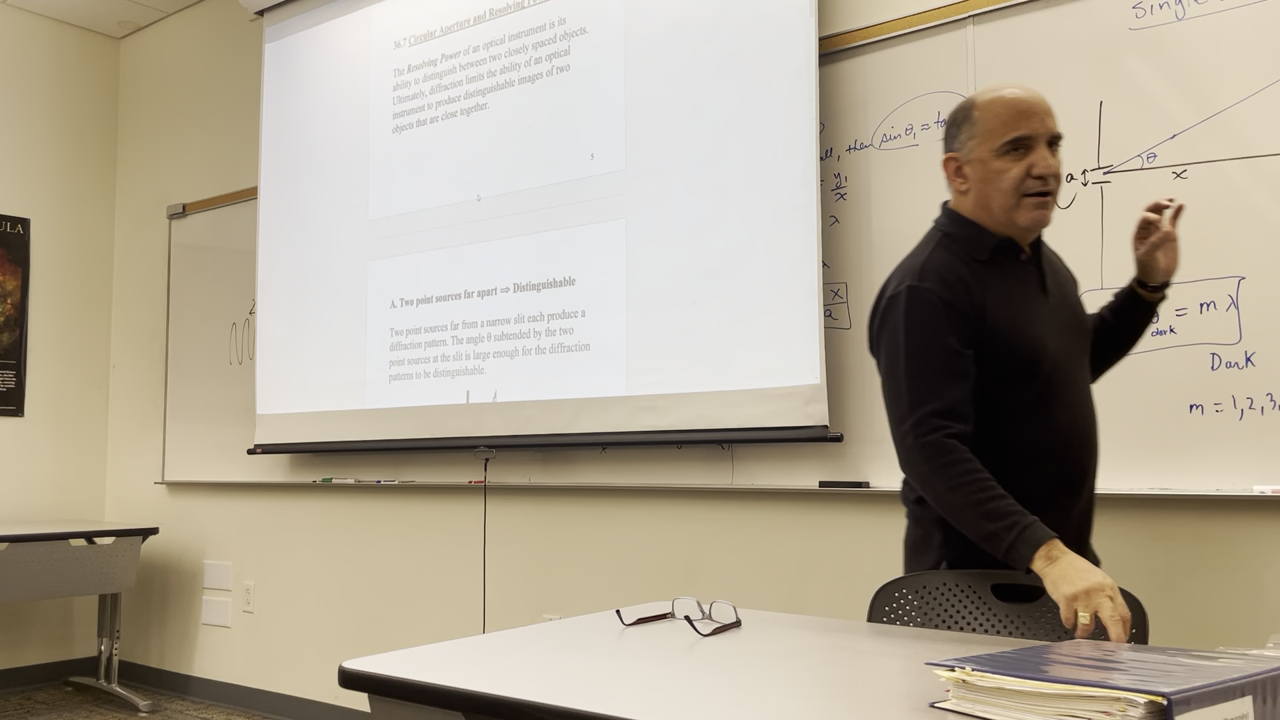 36.7 Circular Aperture and Resolving
The Resolving Power of an optical instrument is its
ability to distinguish between two closely spaced objects.
Ultimately, diffraction limits the ability of an optical
instrument to produce distinguishable images of two
objects that are close together.
5
A. Two point sources far apart ⇒ Distinguishable
Two point sources far from a narrow slit each produce a
diffraction pattern. The angle θ subtended by the two
point sources at the slit is large enough for the diffraction
patterns to be distinguishable.
ULA
then sin θ₁ ≈
= y₁/x
λ
x
a
Single
a
θ
x
= mλ
dark
Dark
m = 1,2,3,